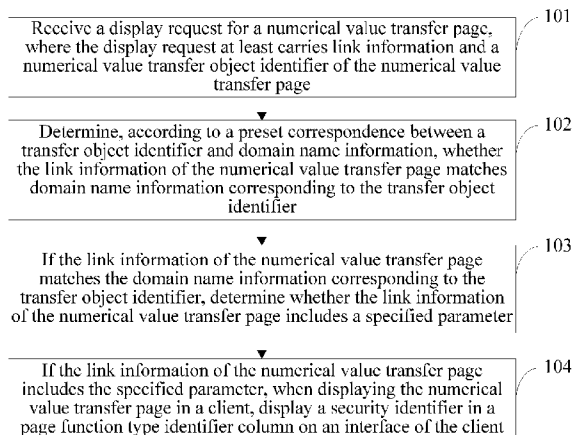 101
Receive a display request for a numerical value transfer page,
where the display request at least carries link information and a
numerical value transfer object identifier of the numerical value
transfer page
102
Determine, according to a preset correspondence between a
transfer object identifier and domain name information, whether
the link information of the numerical value transfer page matches
domain name information corresponding to the transfer object
identifier
103
If the link information of the numerical value transfer page
matches the domain name information corresponding to the
transfer object identifier, determine whether the link information
of the numerical value transfer page includes a specified parameter
104
If the link information of the numerical value transfer page
includes the specified parameter, when displaying the numerical
value transfer page in a client, display a security identifier in a
page function type identifier column on an interface of the client